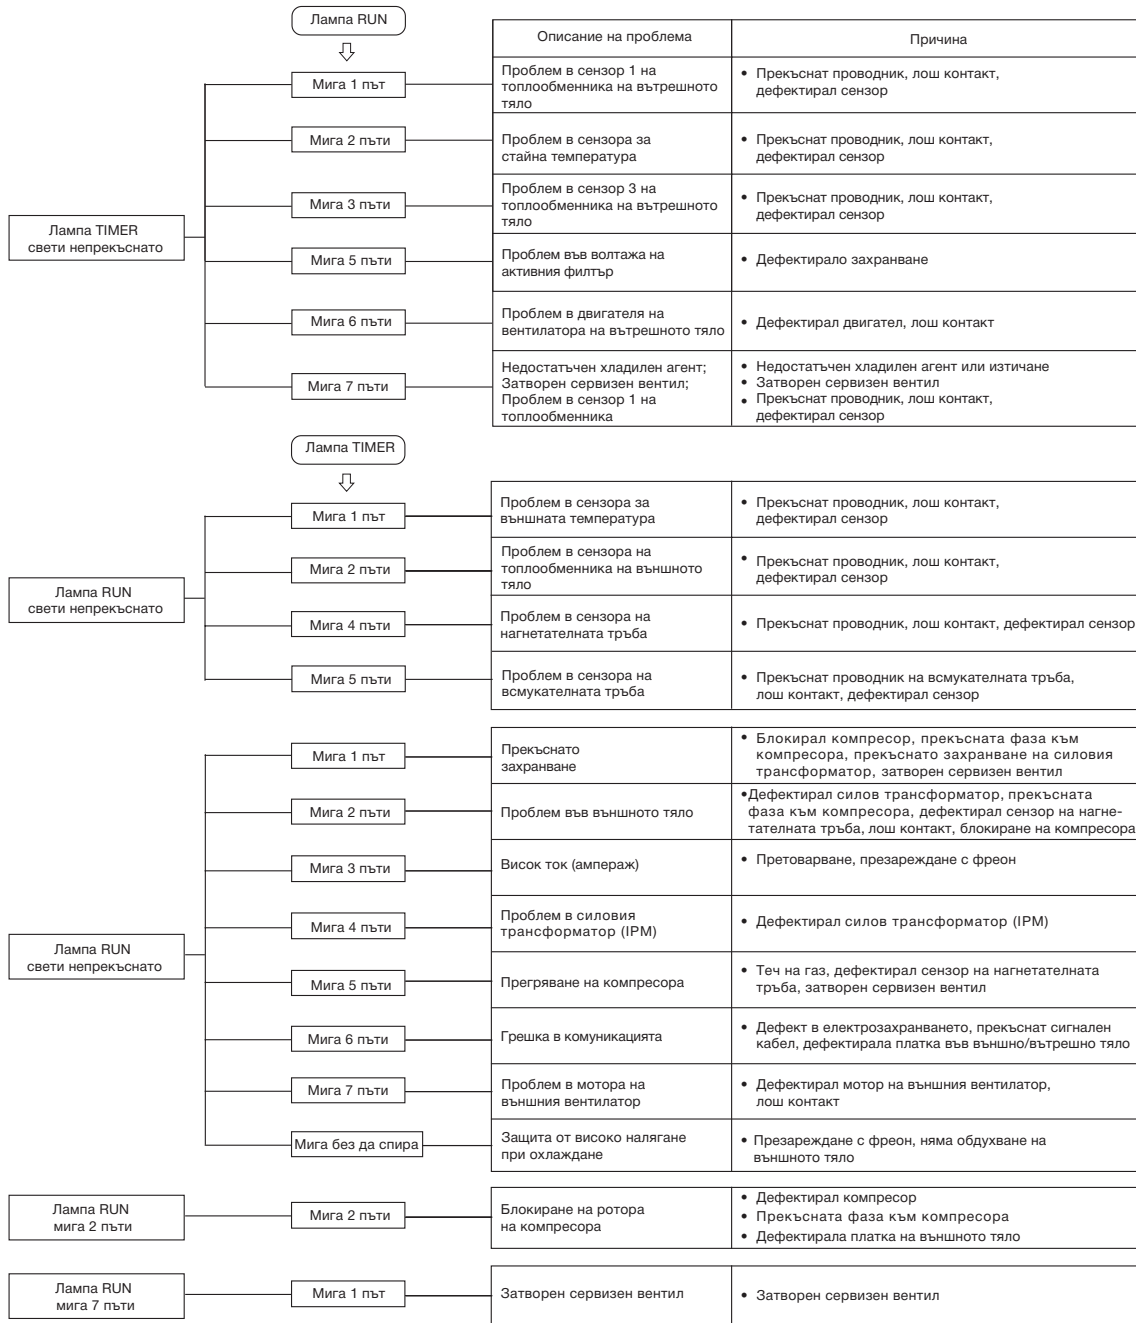 Лампа RUN
Описание на проблема
Причина
Мига 1 път
Проблем в сензор 1 на
топлообменника на вътрешното
тяло
• Прекъснат проводник, лош контакт,
дефектирал сензор
Мига 2 пъти
Проблем в сензора за
стайна температура
• Прекъснат проводник, лош контакт,
дефектирал сензор
Мига 3 пъти
Проблем в сензор 3 на
топлообменника на вътрешното
тяло
• Прекъснат проводник, лош контакт,
дефектирал сензор
Лампа TIMER
свети непрекъснато
Мига 5 пъти
Проблем във волтажа на
активния филтър
• Дефектирало захранване
Мига 6 пъти
Проблем в двигателя на
вентилатора на вътрешното тяло
• Дефектирал двигател, лош контакт
Мига 7 пъти
Недостатъчен хладилен агент;
Затворен сервизен вентил;
Проблем в сензор 1 на
топлообменника
• Недостатъчен хладилен агент или изтичане
• Затворен сервизен вентил
• Прекъснат проводник, лош контакт,
дефектирал сензор
Лампа TIMER
Мига 1 път
Проблем в сензора за
външната температура
• Прекъснат проводник, лош контакт,
дефектирал сензор
Мига 2 пъти
Проблем в сензора на
топлообменника на външното
тяло
• Прекъснат проводник, лош контакт,
дефектирал сензор
Лампа RUN
свети непрекъснато
Мига 4 пъти
Проблем в сензора на
нагнетателната тръба
• Прекъснат проводник, лош контакт, дефектирал сензор
Мига 5 пъти
Проблем в сензора на
всмукателната тръба
• Прекъснат проводник на всмукателната тръба,
лош контакт, дефектирал сензор
Мига 1 път
Прекъснато
захранване
• Блокирал компресор, прекъсната фаза към
компресора, прекъснато захранване на силовия
трансформатор, затворен сервизен вентил
Мига 2 пъти
Проблем във външното тяло
•Дефектирал силов трансформатор, прекъсната
фаза към компресора, дефектирал сензор на нагне-
тателната тръба, лош контакт, блокиране на компресора
Мига 3 пъти
Висок ток (ампераж)
• Претоварване, презареждане с фреон
Мига 4 пъти
Проблем в силовия
трансформатор (IPM)
• Дефектирал силов трансформатор (IPM)
Лампа RUN
свети непрекъснато
Мига 5 пъти
Прегряване на компресора
• Теч на газ, дефектирал сензор на нагнетателната
тръба, затворен сервизен вентил
Мига 6 пъти
Грешка в комуникацията
• Дефект в електрозахранването, прекъснат сигнален
кабел, дефектирала платка във външно/вътрешно тяло
Мига 7 пъти
Проблем в мотора на
външния вентилатор
• Дефектирал мотор на външния вентилатор,
лош контакт
Мига без да спира
Защита от високо налягане
при охлаждане
• Презареждане с фреон, няма обдухване на
външното тяло
Лампа RUN
мига 2 пъти
Мига 2 пъти
Блокиране на ротора
на компресора
• Дефектирал компресор
• Прекъсната фаза към компресора
• Дефектирала платка на външното тяло
Лампа RUN
мига 7 пъти
Мига 1 път
Затворен сервизен вентил
• Затворен сервизен вентил